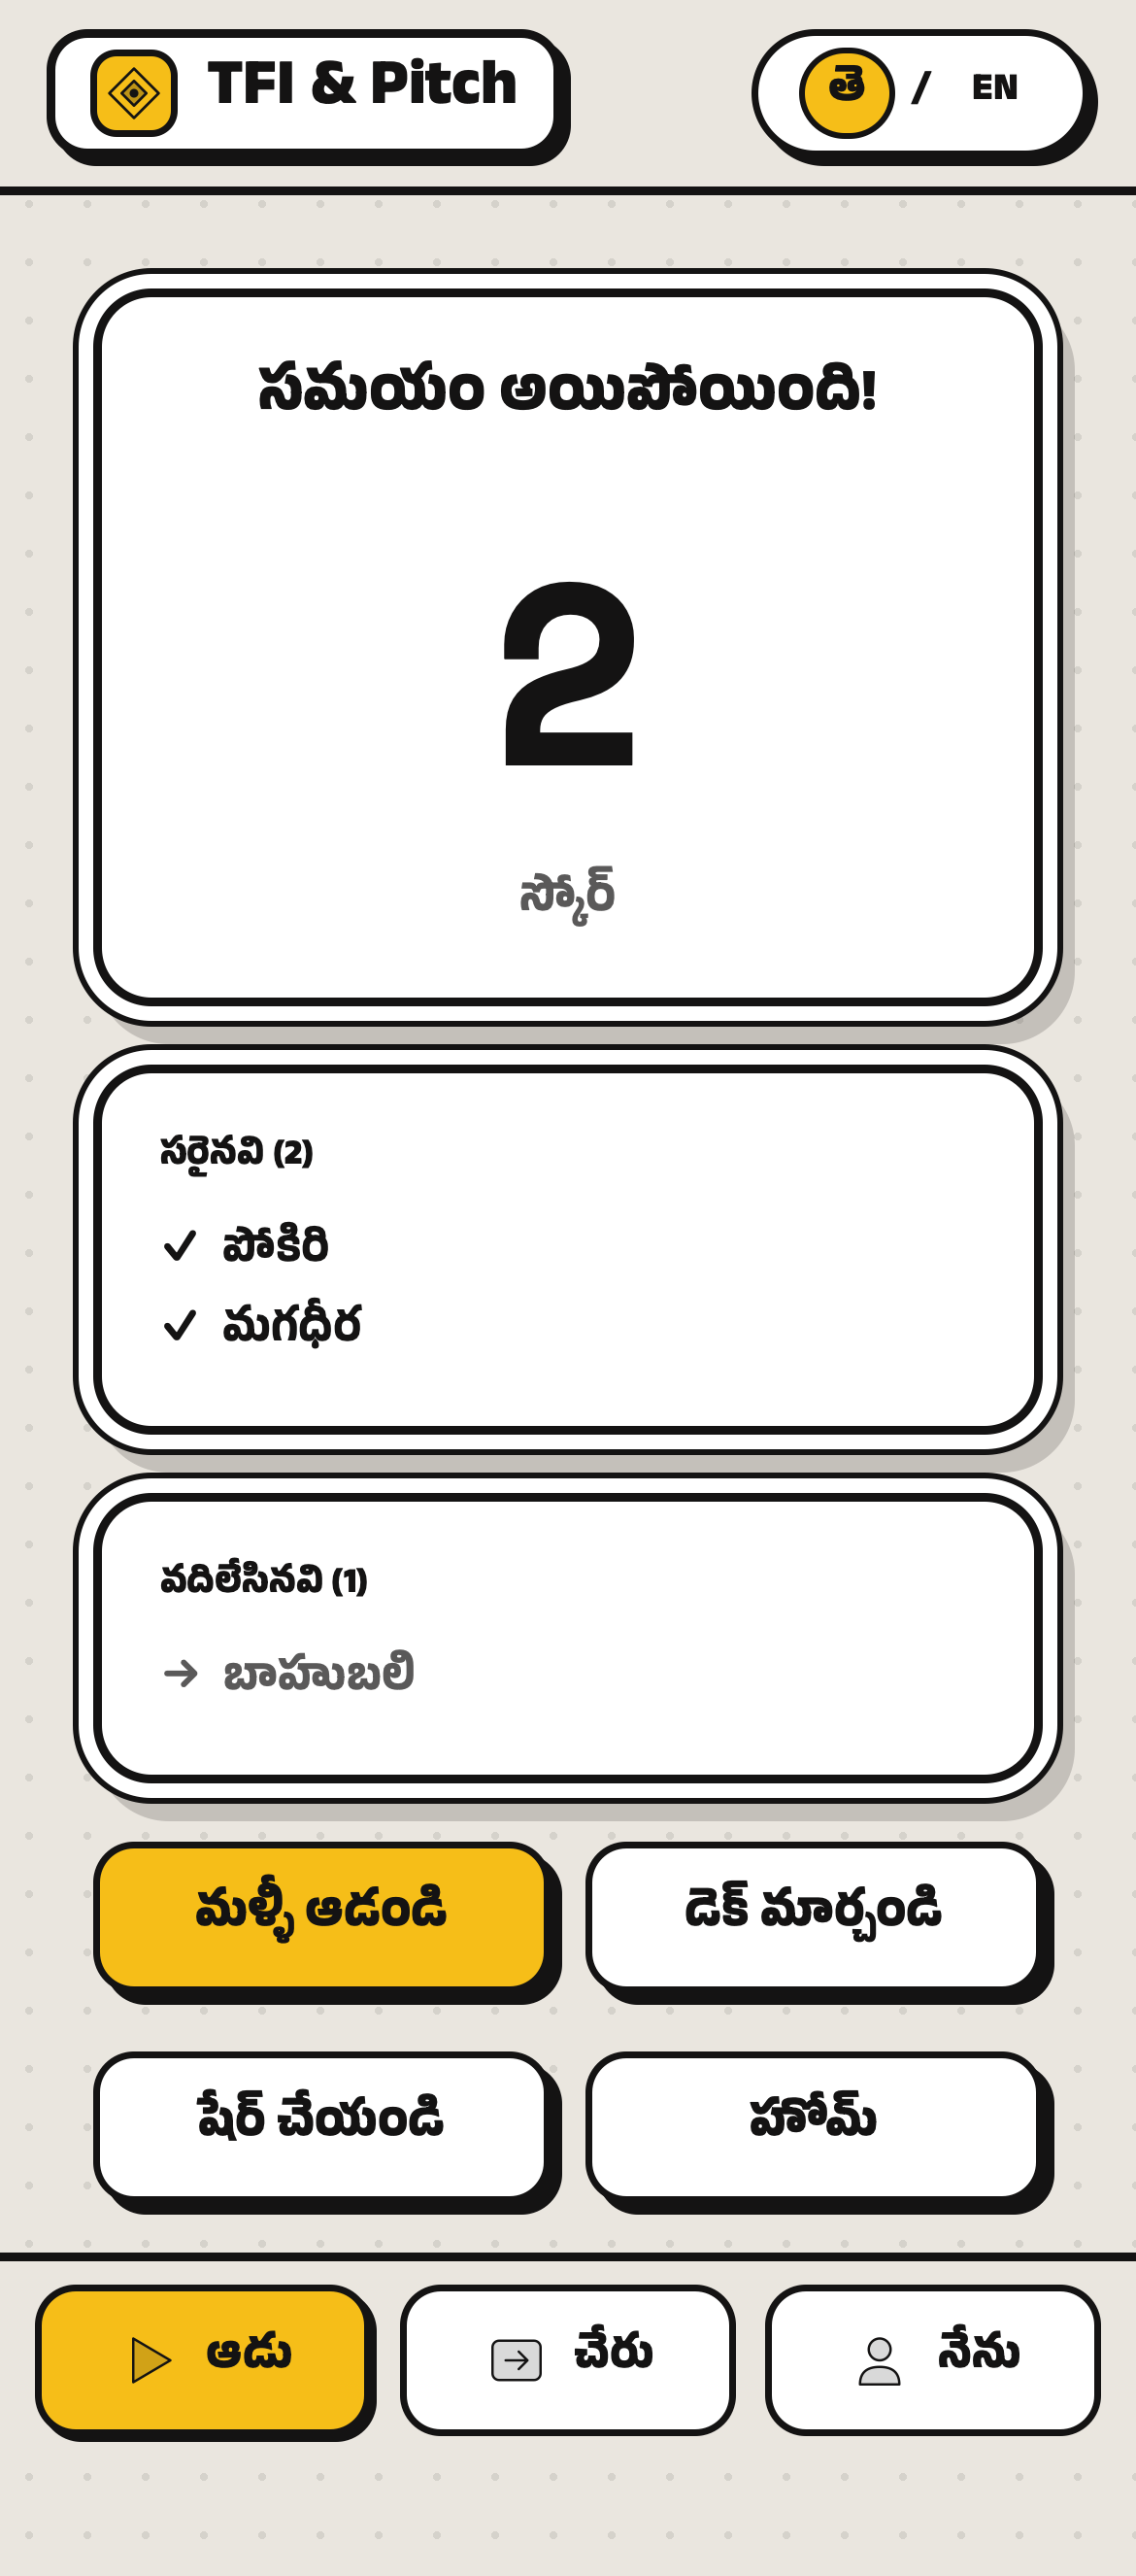 TFI & Pitch
తె / EN
సమయం అయిపోయింది!
2
స్కోర్
సరైనవి (2)
పోకిరి
మగధీర
వదిలేసినవి (1)
బాహుబలి
మళ్ళీ ఆడండి
డెక్ మార్చండి
షేర్ చేయండి
హోమ్
ఆడు
చేరు
నేను